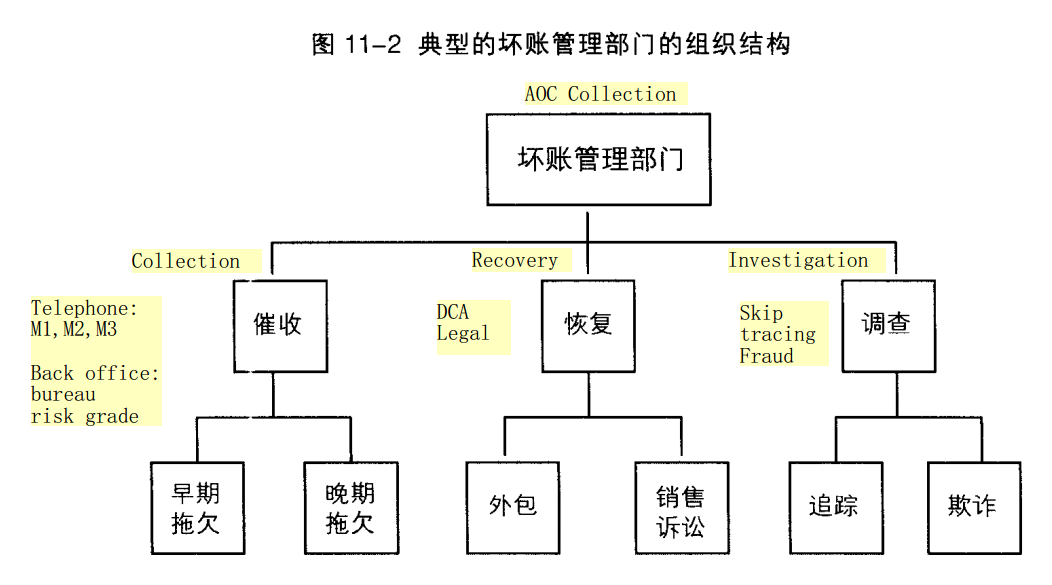 图 11-2 典型的坏账管理部门的组织结构
AOC Collection
坏账管理部门
Collection
Recovery
Investigation
Telephone:
M1,M2,M3
Back office:
bureau
risk grade
催收
DCA
Legal
恢复
Skip
tracing
Fraud
调查
早期
拖欠
晚期
拖欠
外包
销售
诉讼
追踪
欺诈